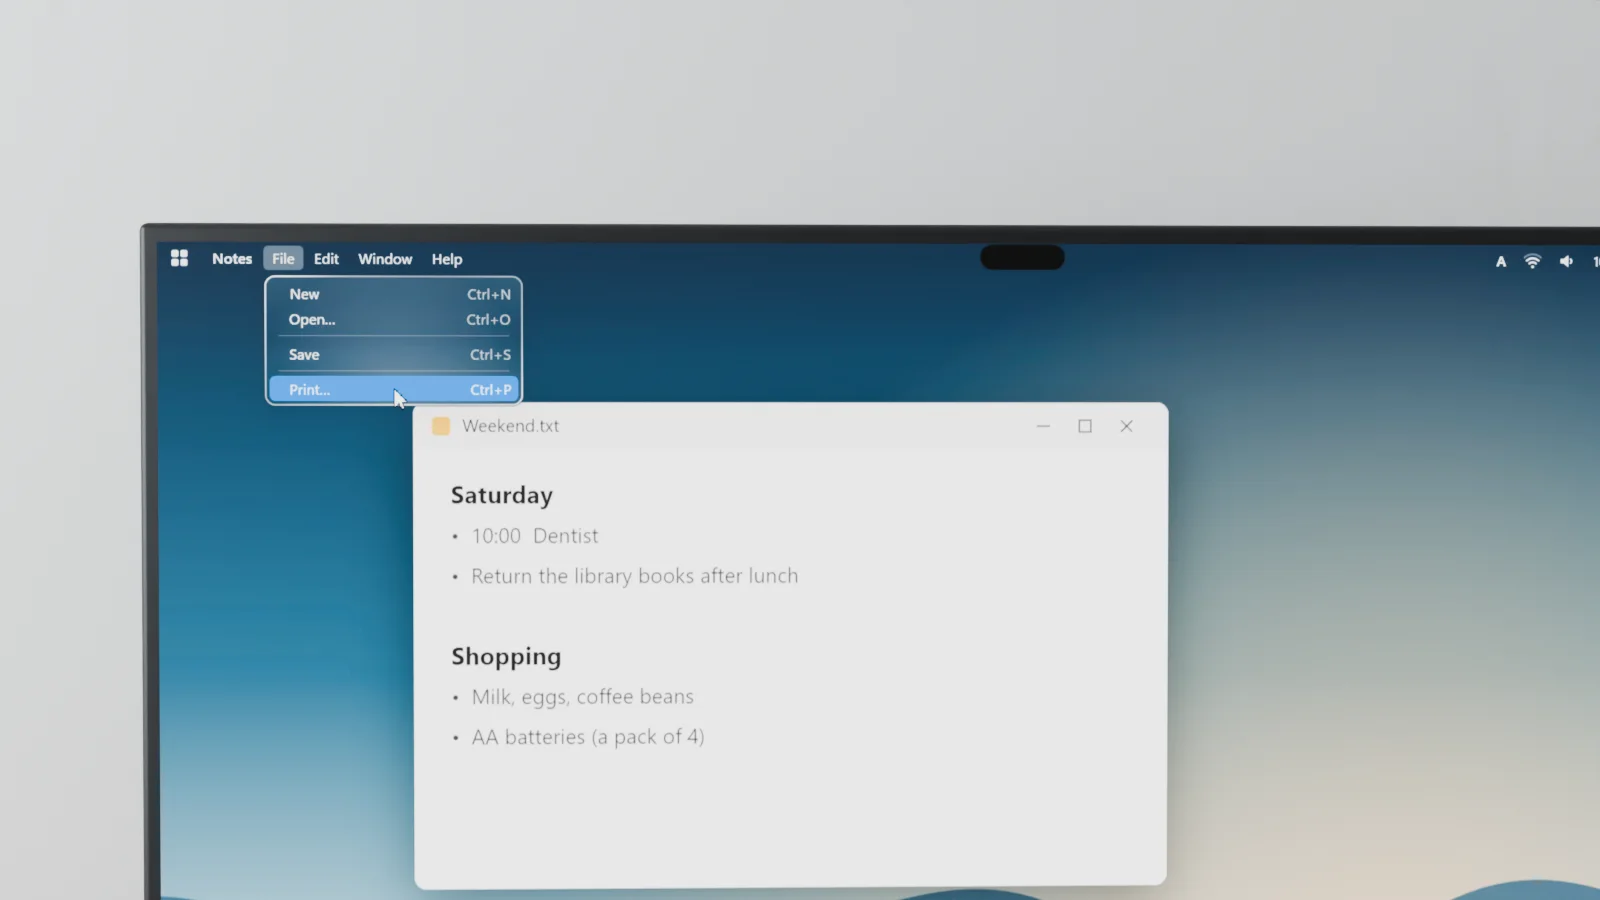 Notes File Edit Window Help A
New Ctrl+N
Open... Ctrl+O
Save Ctrl+S
Print... Ctrl+P
Weekend.txt
Saturday
• 10:00 Dentist
• Return the library books after lunch
Shopping
• Milk, eggs, coffee beans
• AA batteries (a pack of 4)